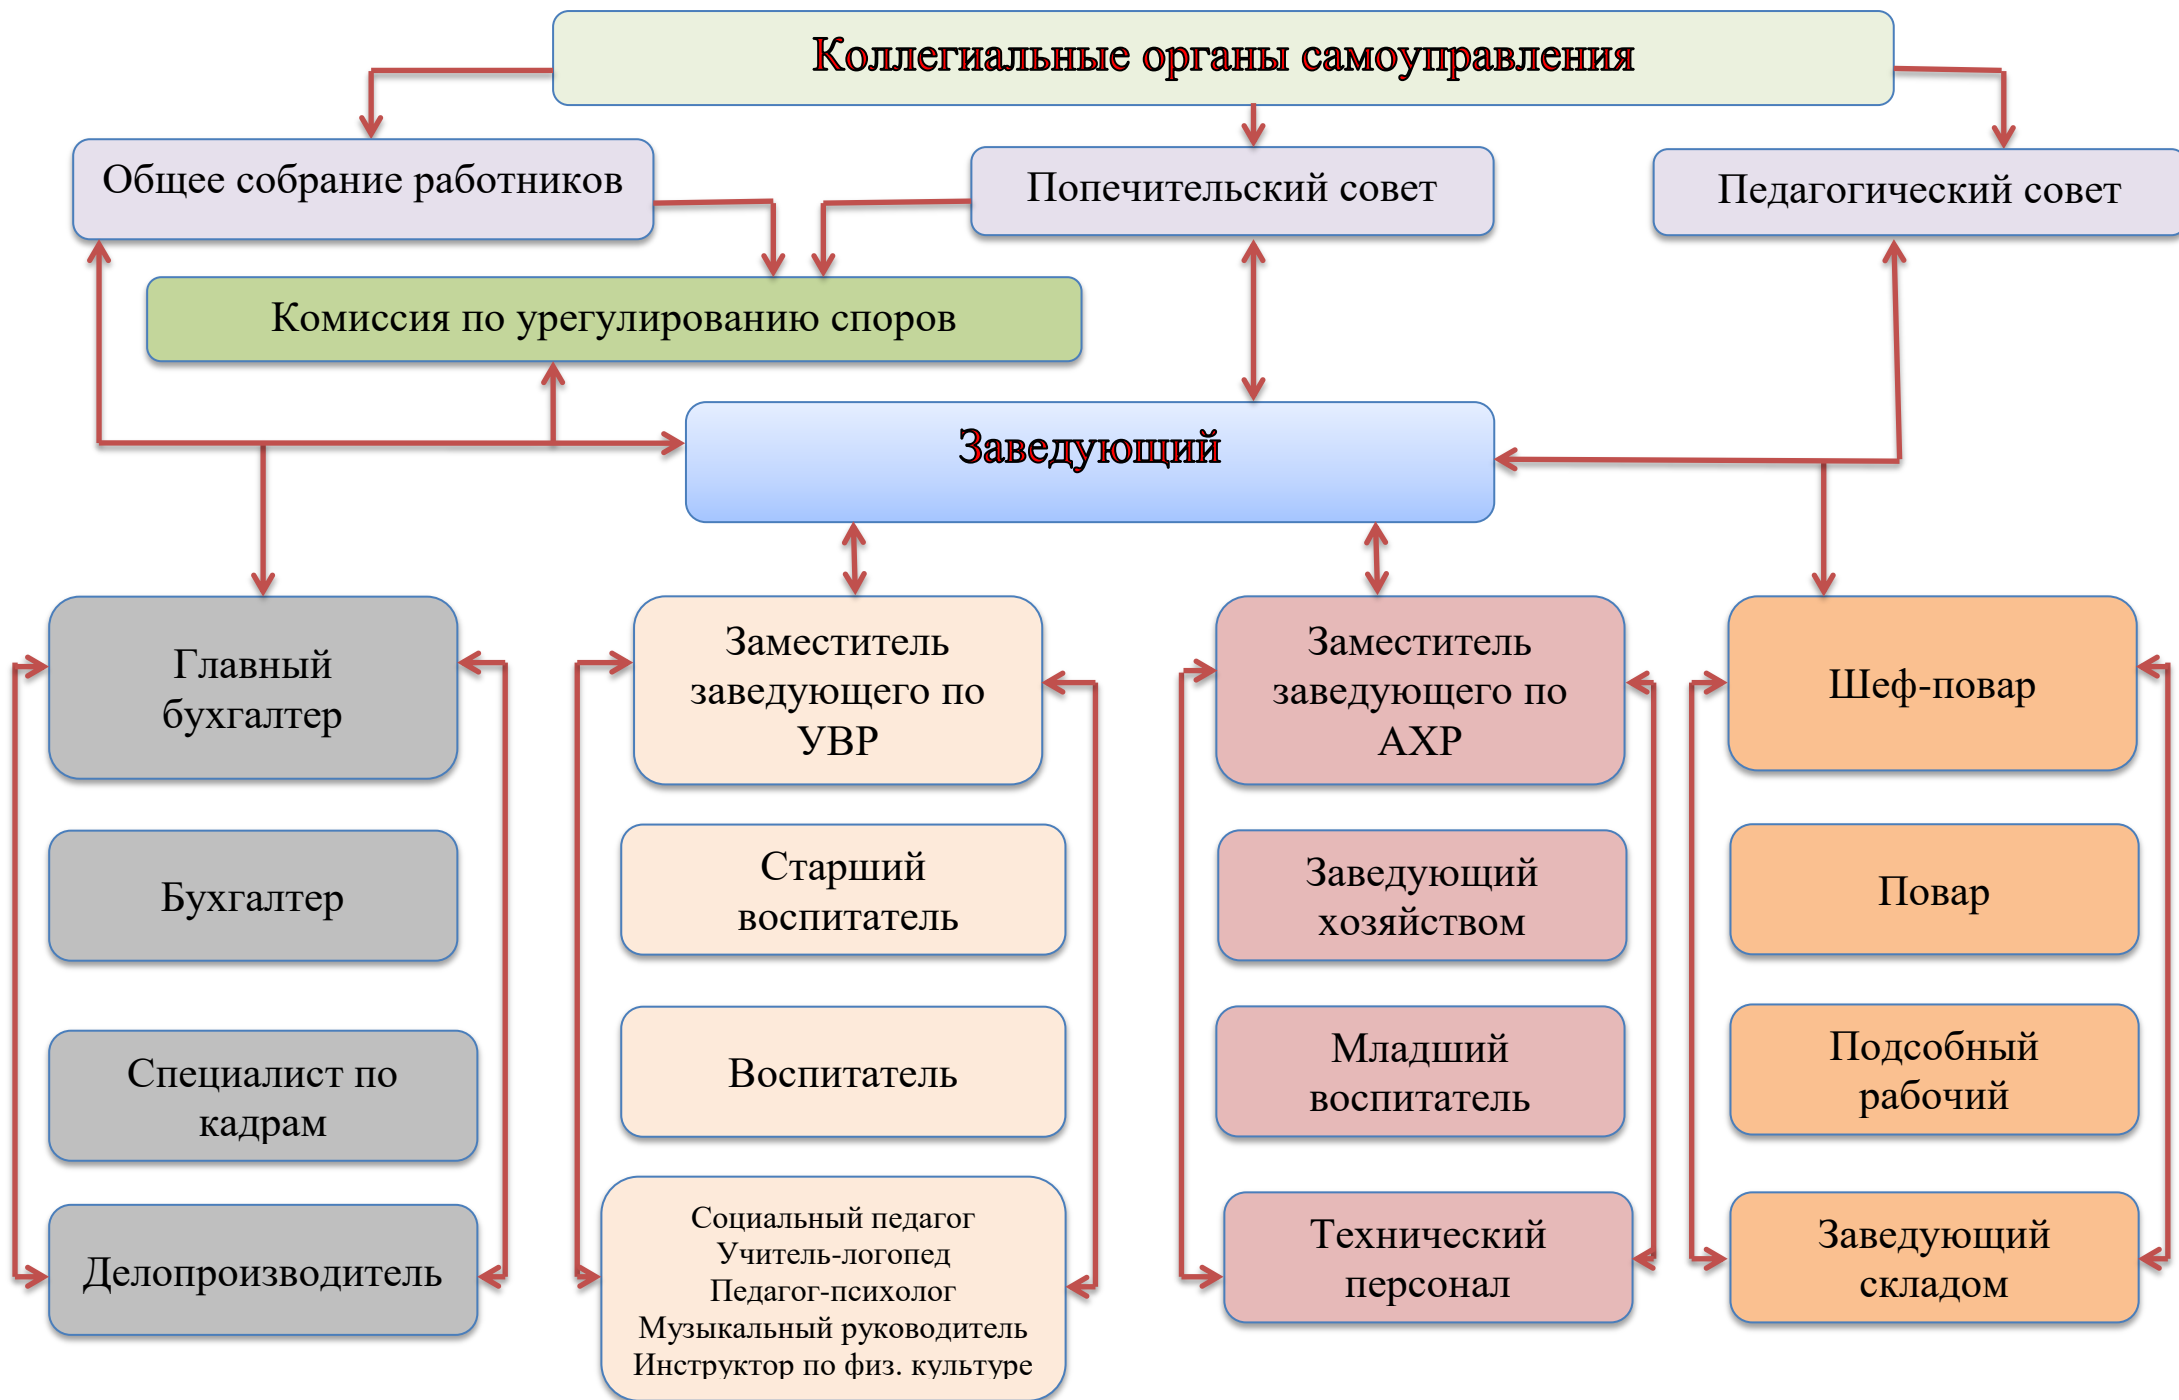 Коллегиальные органы самоуправления
Общее собрание работников
Попечительский совет
Педагогический совет
Комиссия по урегулированию споров
Заведующий
Главный
бухгалтер
Заместитель
заведующего по
УВР
Заместитель
заведующего по
АХР
Шеф-повар
Бухгалтер
Старший
воспитатель
Заведующий
хозяйством
Повар
Специалист по
кадрам
Воспитатель
Младший
воспитатель
Подсобный
рабочий
Делопроизводитель
Социальный педагог
Учитель-логопед
Педагог-психолог
Музыкальный руководитель
Инструктор по физ. культуре
Технический
персонал
Заведующий
складом